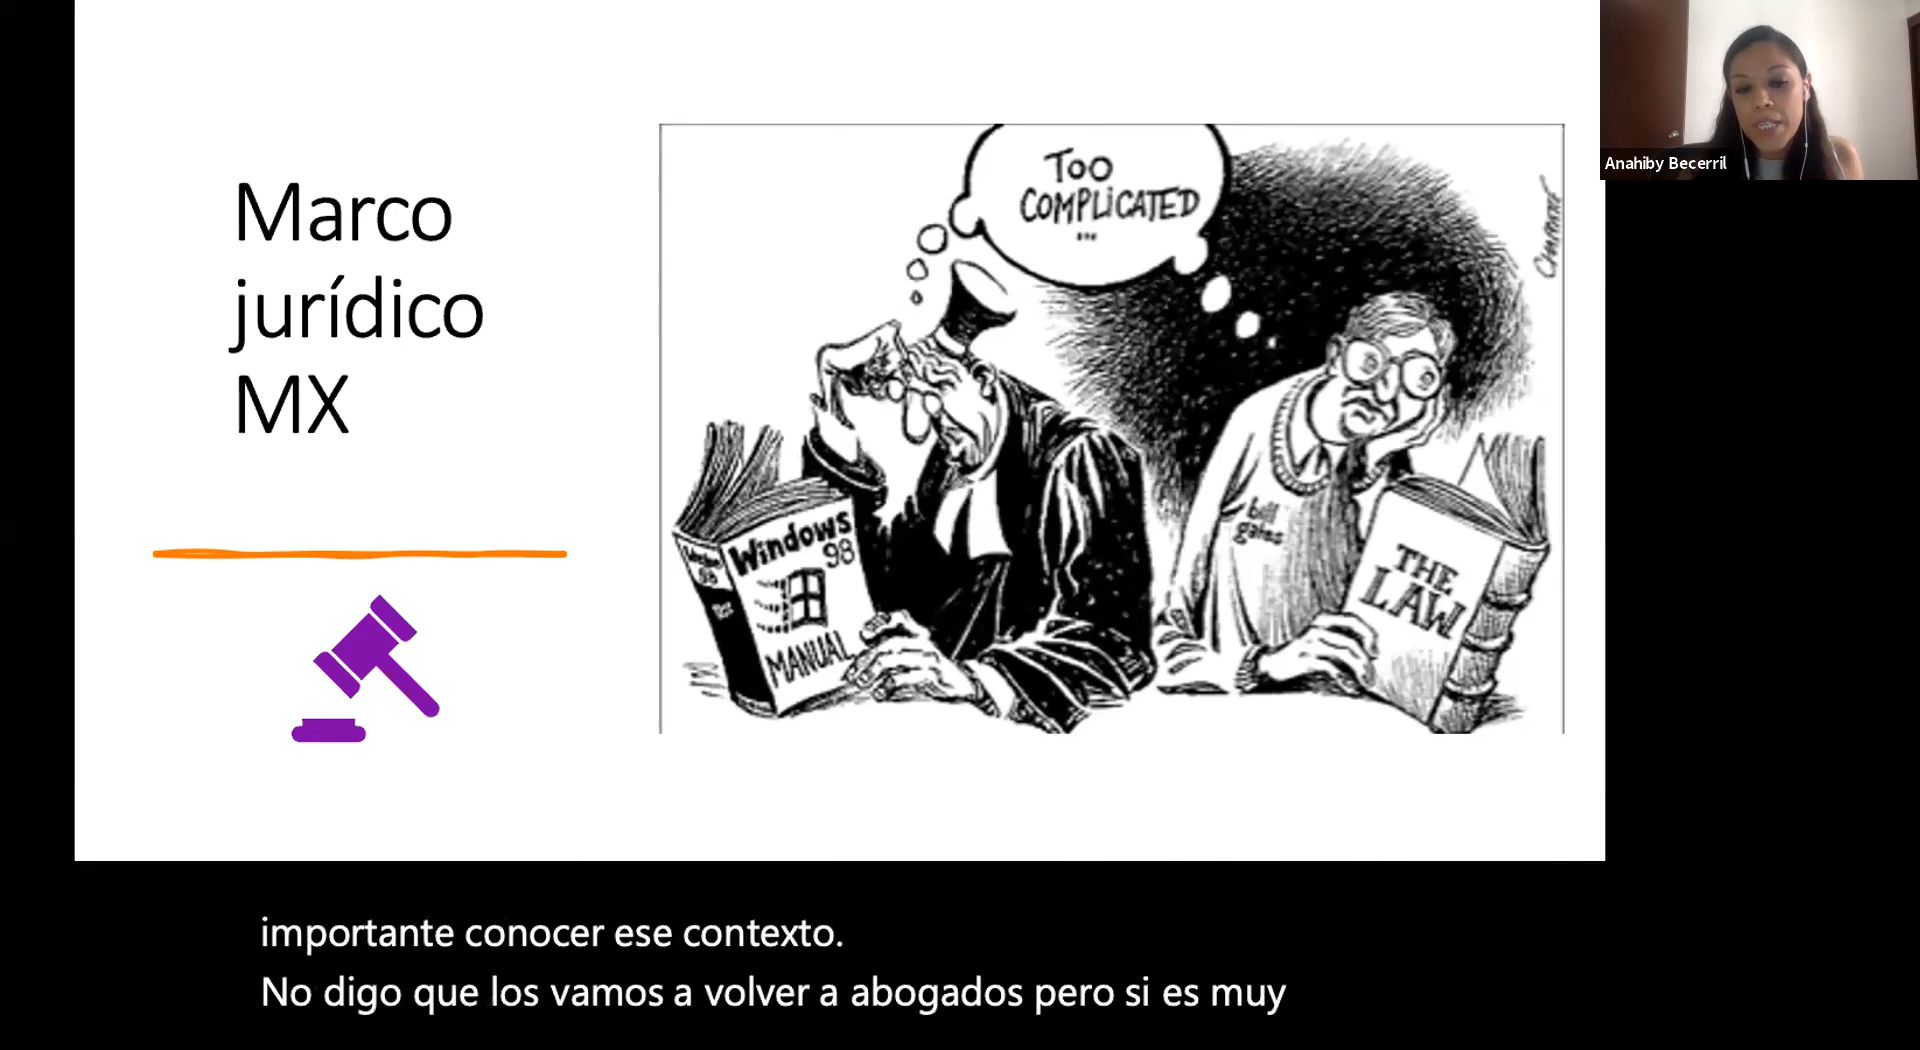 Marco
jurídico
MX
TOO
COMPLICATED
...
Windows
98
MANUAL
bill
gates
THE
LAW
CHAPPATTE
Anahiby Becerril
importante conocer ese contexto.
No digo que los vamos a volver a abogados pero si es muy